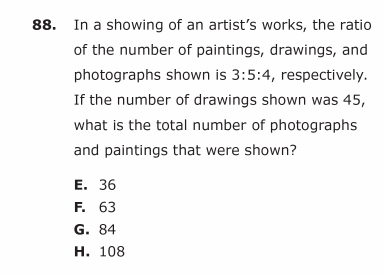 88. In a showing of an artist's works, the ratio
of the number of paintings, drawings, and
photographs shown is 3:5:4, respectively.
If the number of drawings shown was 45,
what is the total number of photographs
and paintings that were shown?
E. 36
F. 63
G. 84
H. 108